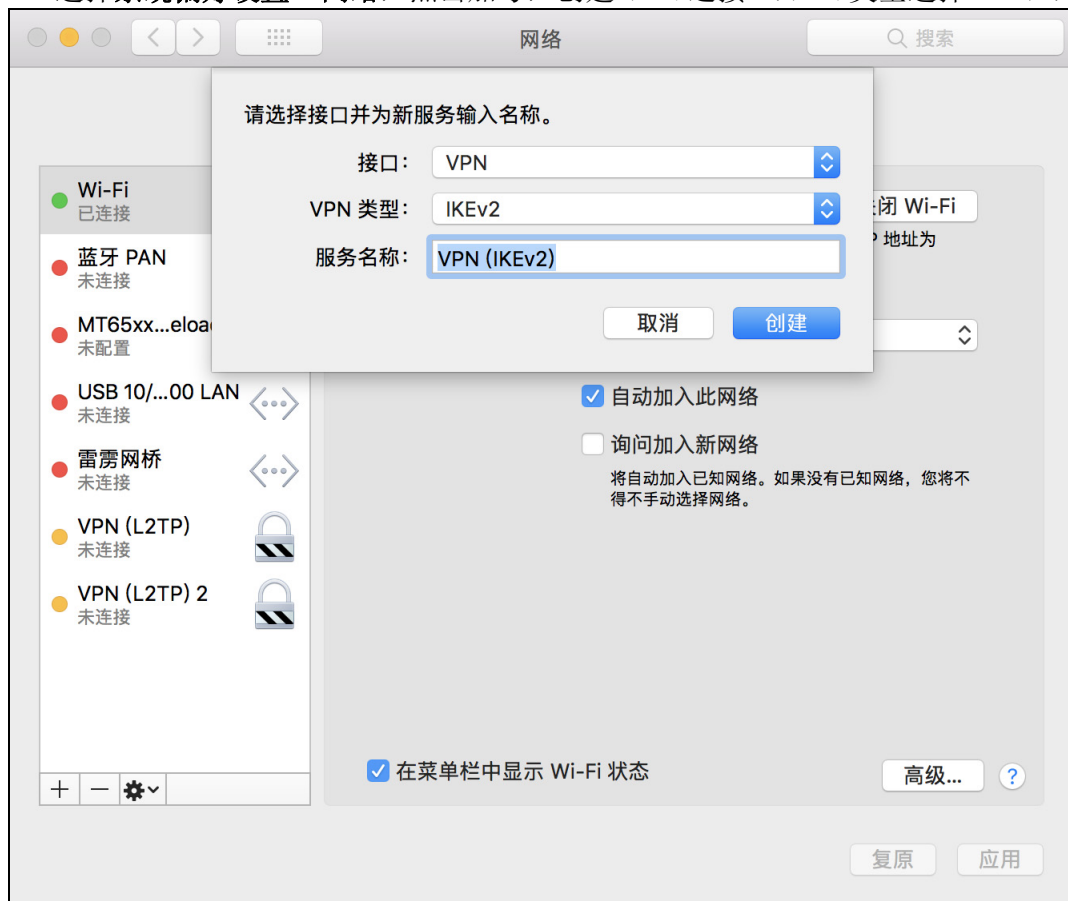 网络
搜索
请选择接口并为新服务输入名称。
接口：
VPN
VPN 类型：
IKEv2
服务名称：
VPN (IKEv2)
取消
创建
Wi-Fi
已连接
蓝牙 PAN
未连接
MT65xx...eloa
未配置
USB 10/...00 LAN
未连接
雷雳网桥
未连接
VPN (L2TP)
未连接
VPN (L2TP) 2
未连接
闭 Wi-Fi
地址为
自动加入此网络
询问加入新网络
将自动加入已知网络。如果没有已知网络，您将不
得不手动选择网络。
在菜单栏中显示 Wi-Fi 状态
高级...
?
复原
应用